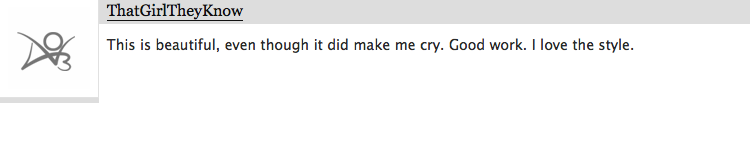 ThatGirlTheyKnow
This is beautiful, even though it did make me cry. Good work. I love the style.